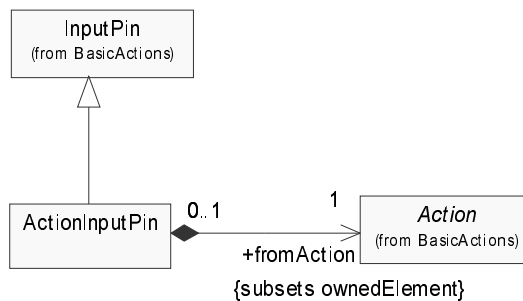 InputPin
(from BasicActions)
ActionInputPin
0..1
1
Action
(from BasicActions)
+fromAction
{subsets ownedElement}